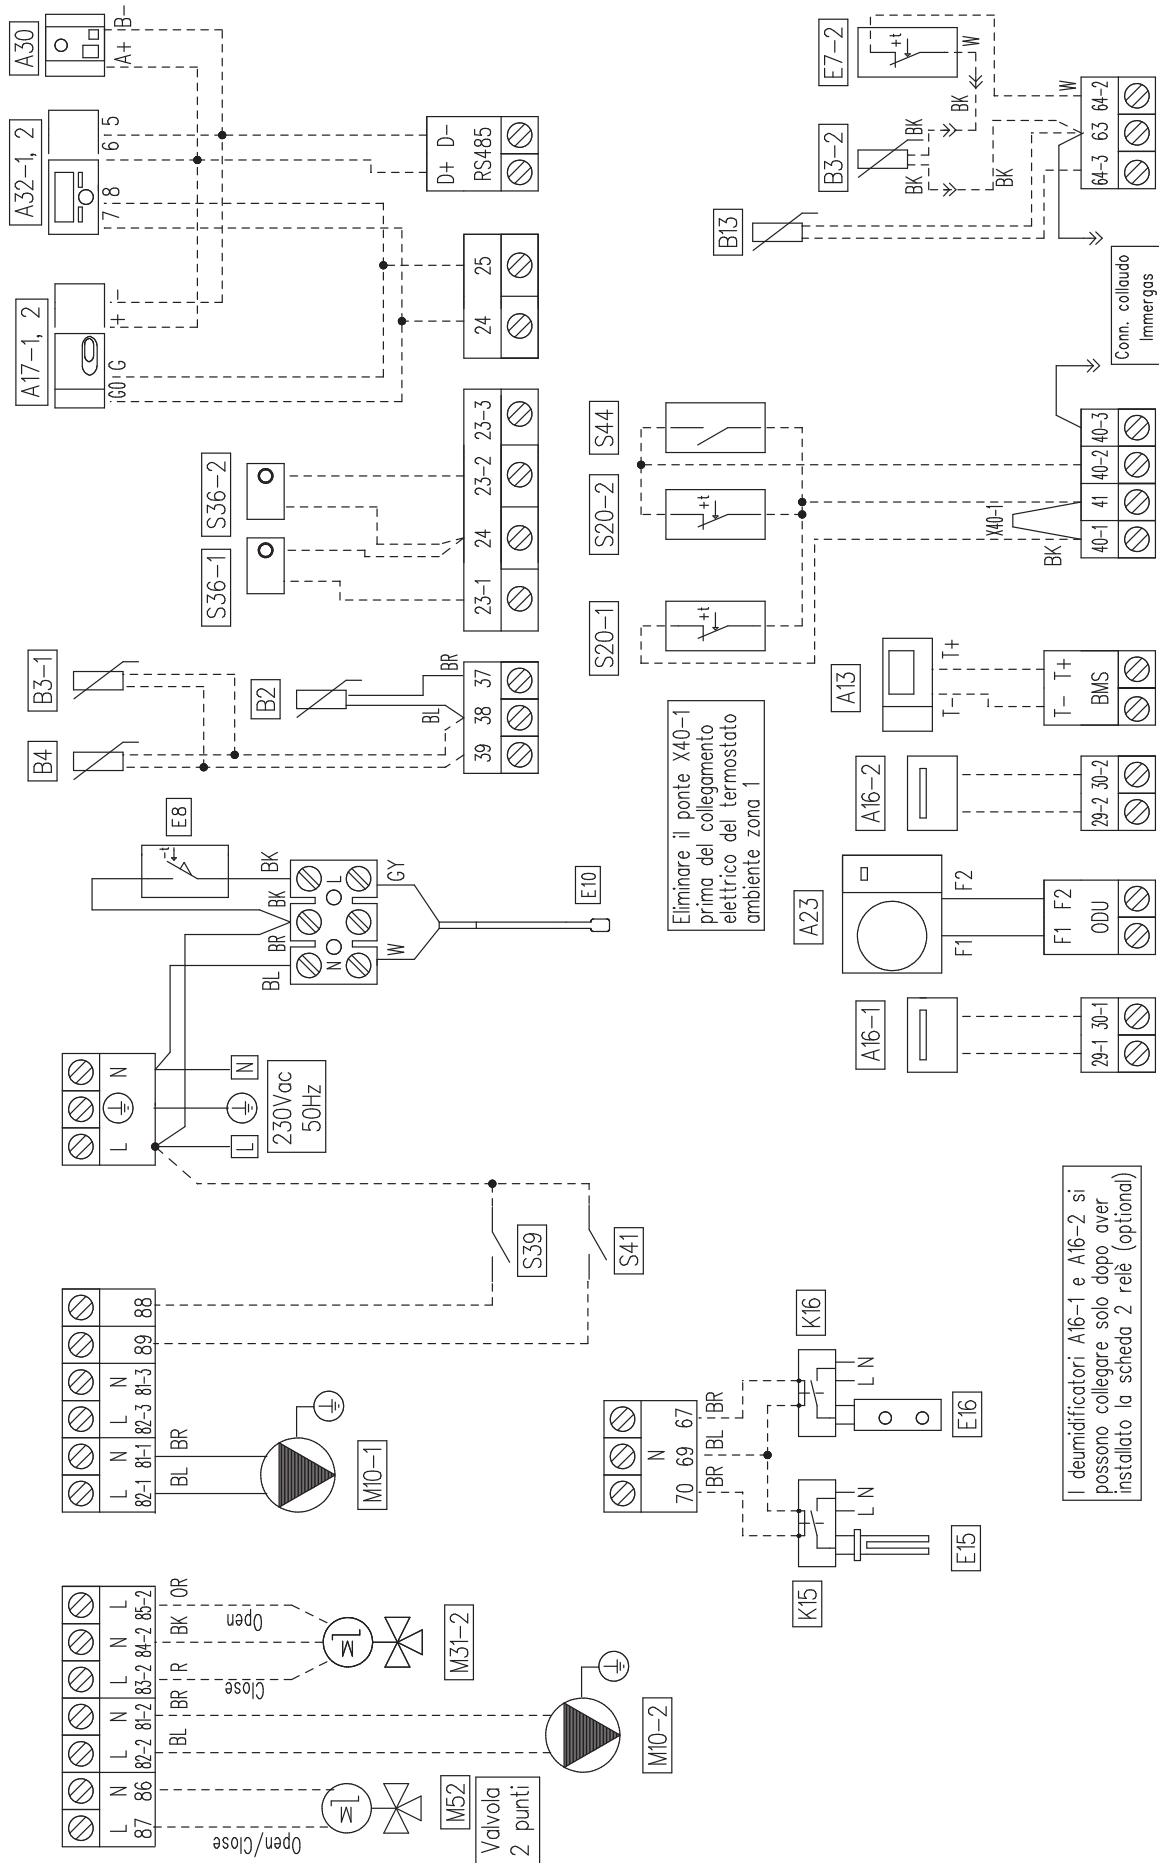 M52
Valvola
2 punti
M10-2
M31-2
M10-1
Open/Close
Close
Open
BL
BR
R
BK
OR
L N L N L N L
87 86 82-2 81-2 83-2 84-2 85-2
M
M
BL
BR
L N L N
82-1 81-1 82-3 81-3 89 88
S39
S41
L N
L
N
230Vac
50Hz
BL
BR
BK
BK
N
L
W
GY
E10
E8
-t
B4
B3-1
B2
BL
BR
39 38 37
S36-1
S36-2
23-1 24 23-2 23-3
A17-1, 2
G0 G
+ -
A32-1, 2
7 8
6 5
A30
A+ B-
24 25
D+ D-
RS485
K15
E15
L N
K16
E16
L N
BR
BL
BR
N
70 69 67
I deumidificatori A16-1 e A16-2 si
possono collegare solo dopo aver
installato la scheda 2 relè (optional)
Eliminare il ponte X40-1
prima del collegamento
elettrico del termostato
ambiente zona 1
A16-1
29-1 30-1
A23
F1 F2
F1 F2
ODU
A16-2
29-2 30-2
A13
T- T+
T- T+
BMS
S20-1
+t
S20-2
+t
S44
BK
X40-1
40-1 41 40-2 40-3
Conn. collaudo
Immergas
B13
B3-2
BK
BK
BK
BK
E7-2
+t
W
W
64-3 63 64-2